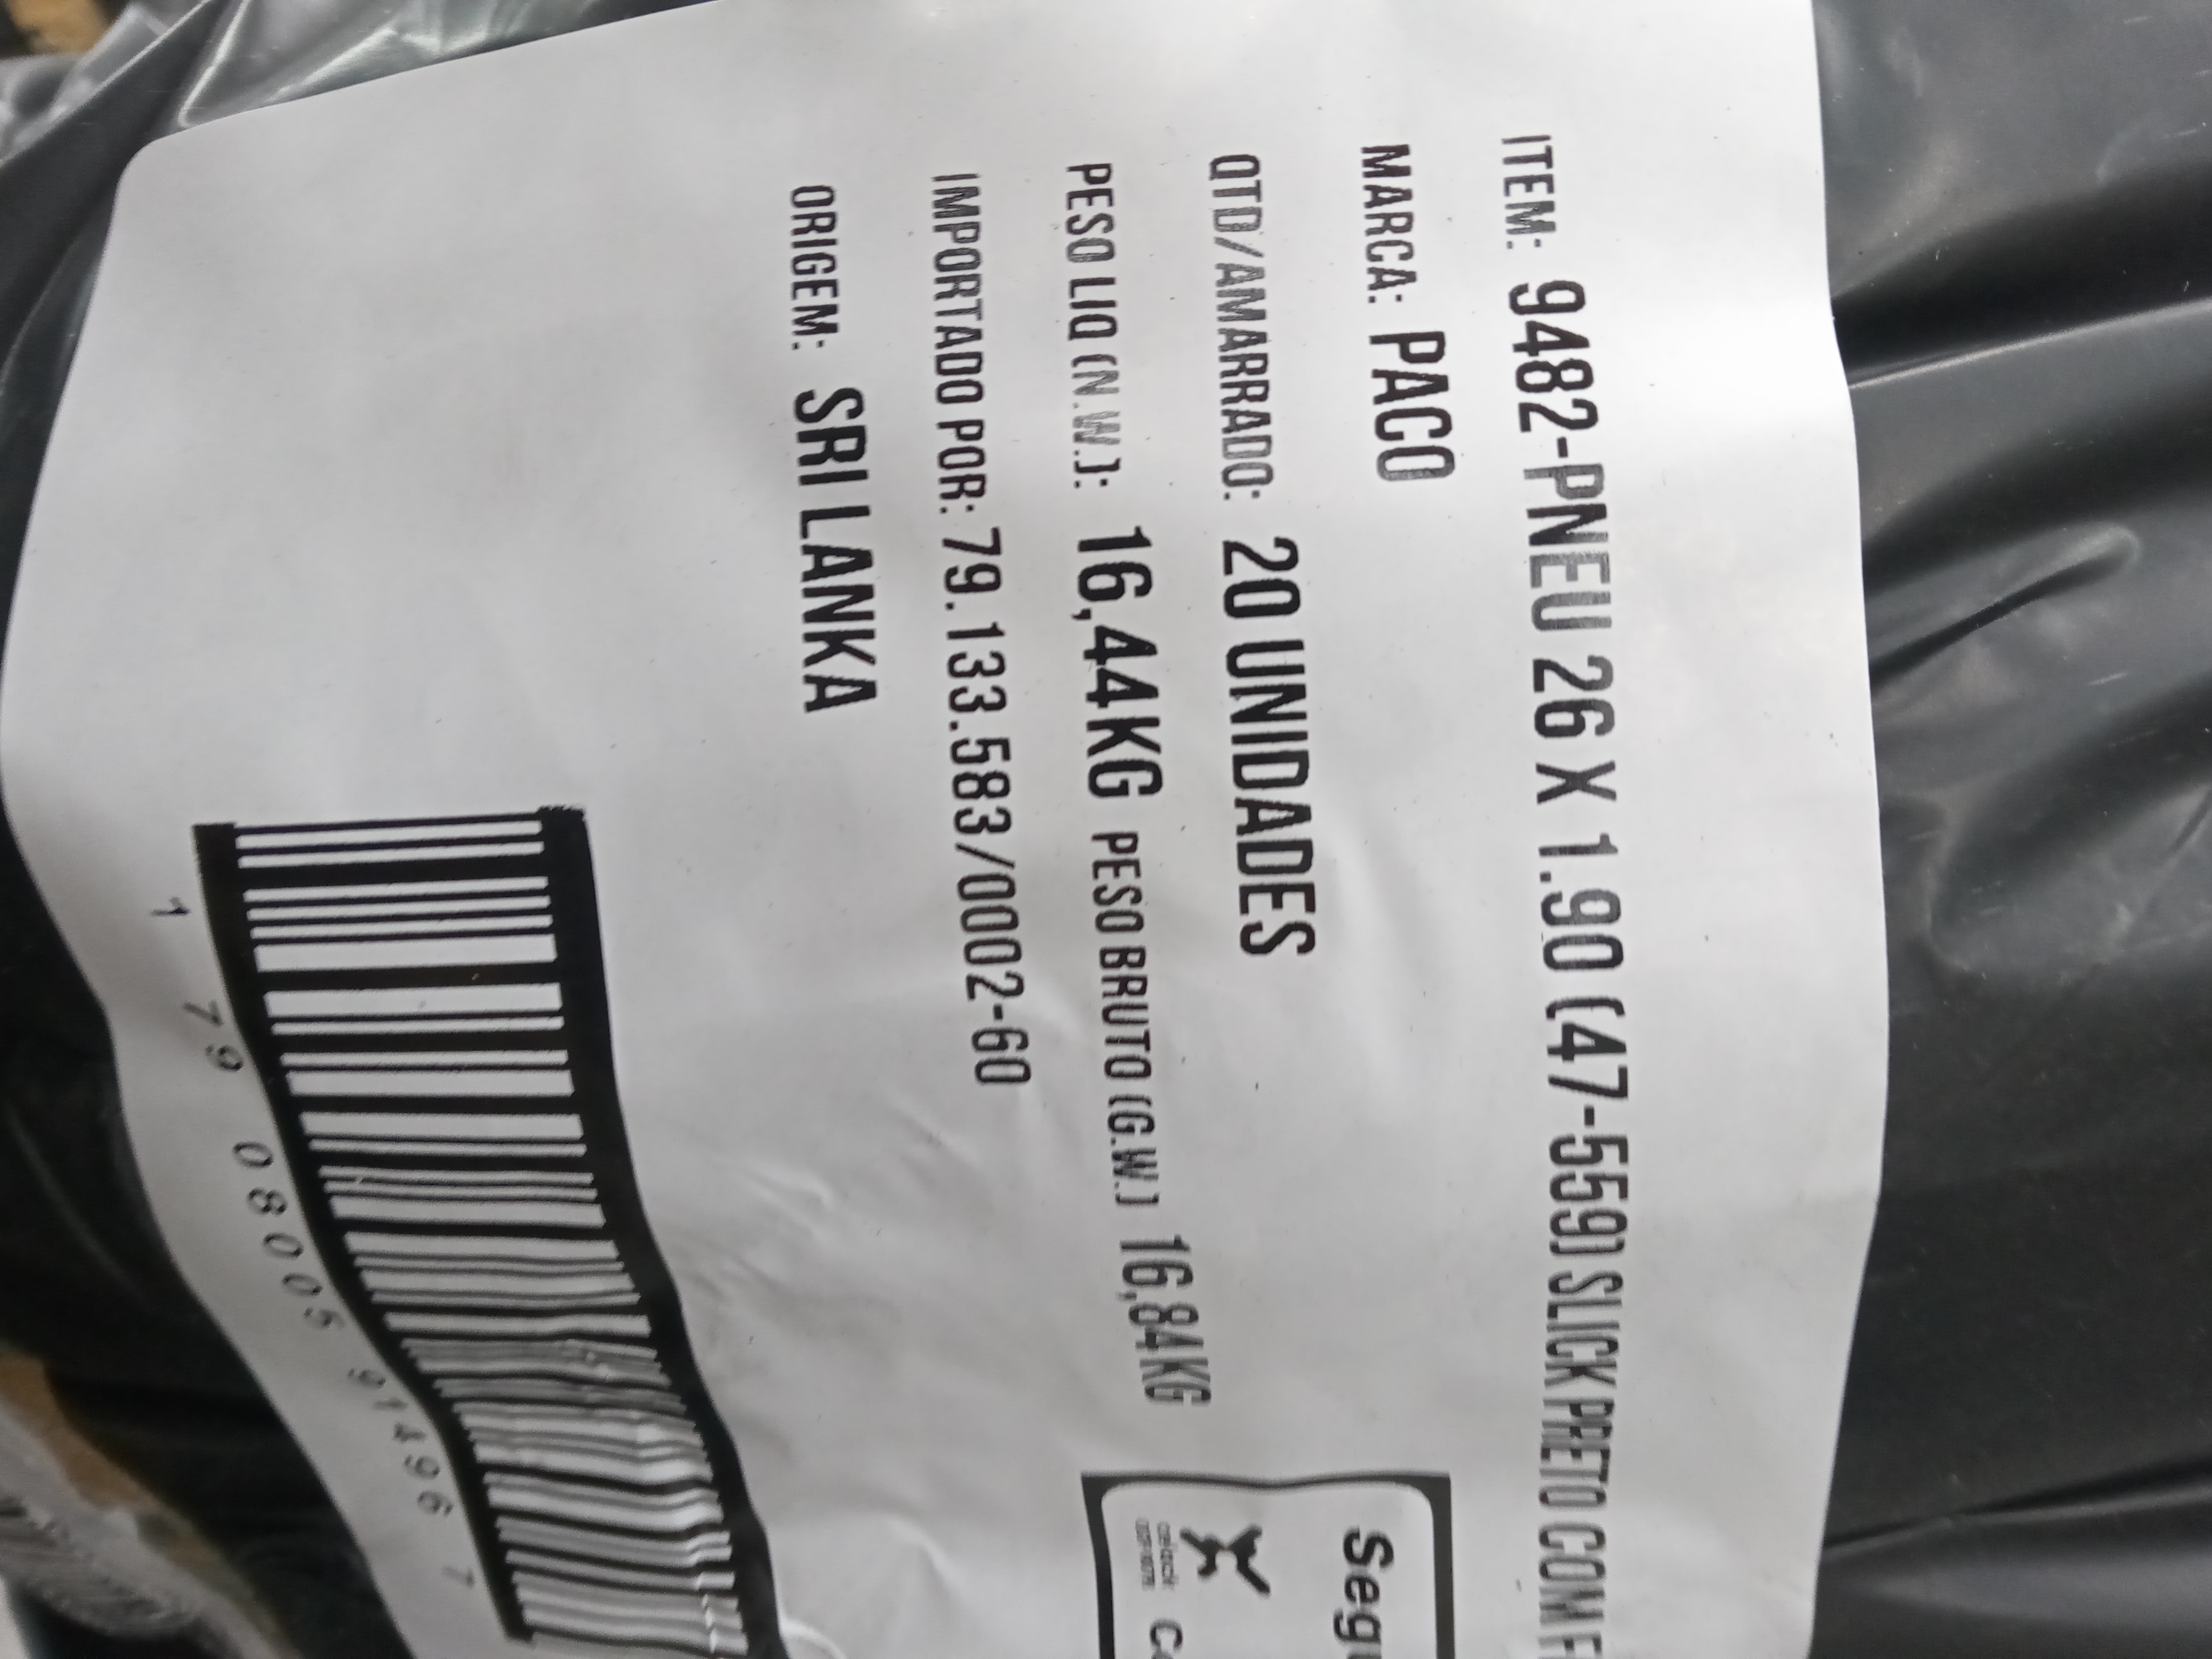 ITEM: 9482-PNEU 26 X 1.90 (47-559) SLICK PRETO COM F
MARCA: PACO
QTD/AMARRADO: 20 UNIDADES
PESO LIQ (N.W.): 16,44KG PESO BRUTO (G.W.) 16,84KG
IMPORTADO POR: 79.133.583/0002-60
ORIGEM: SRI LANKA
Segu
1 79 08005 91496 7